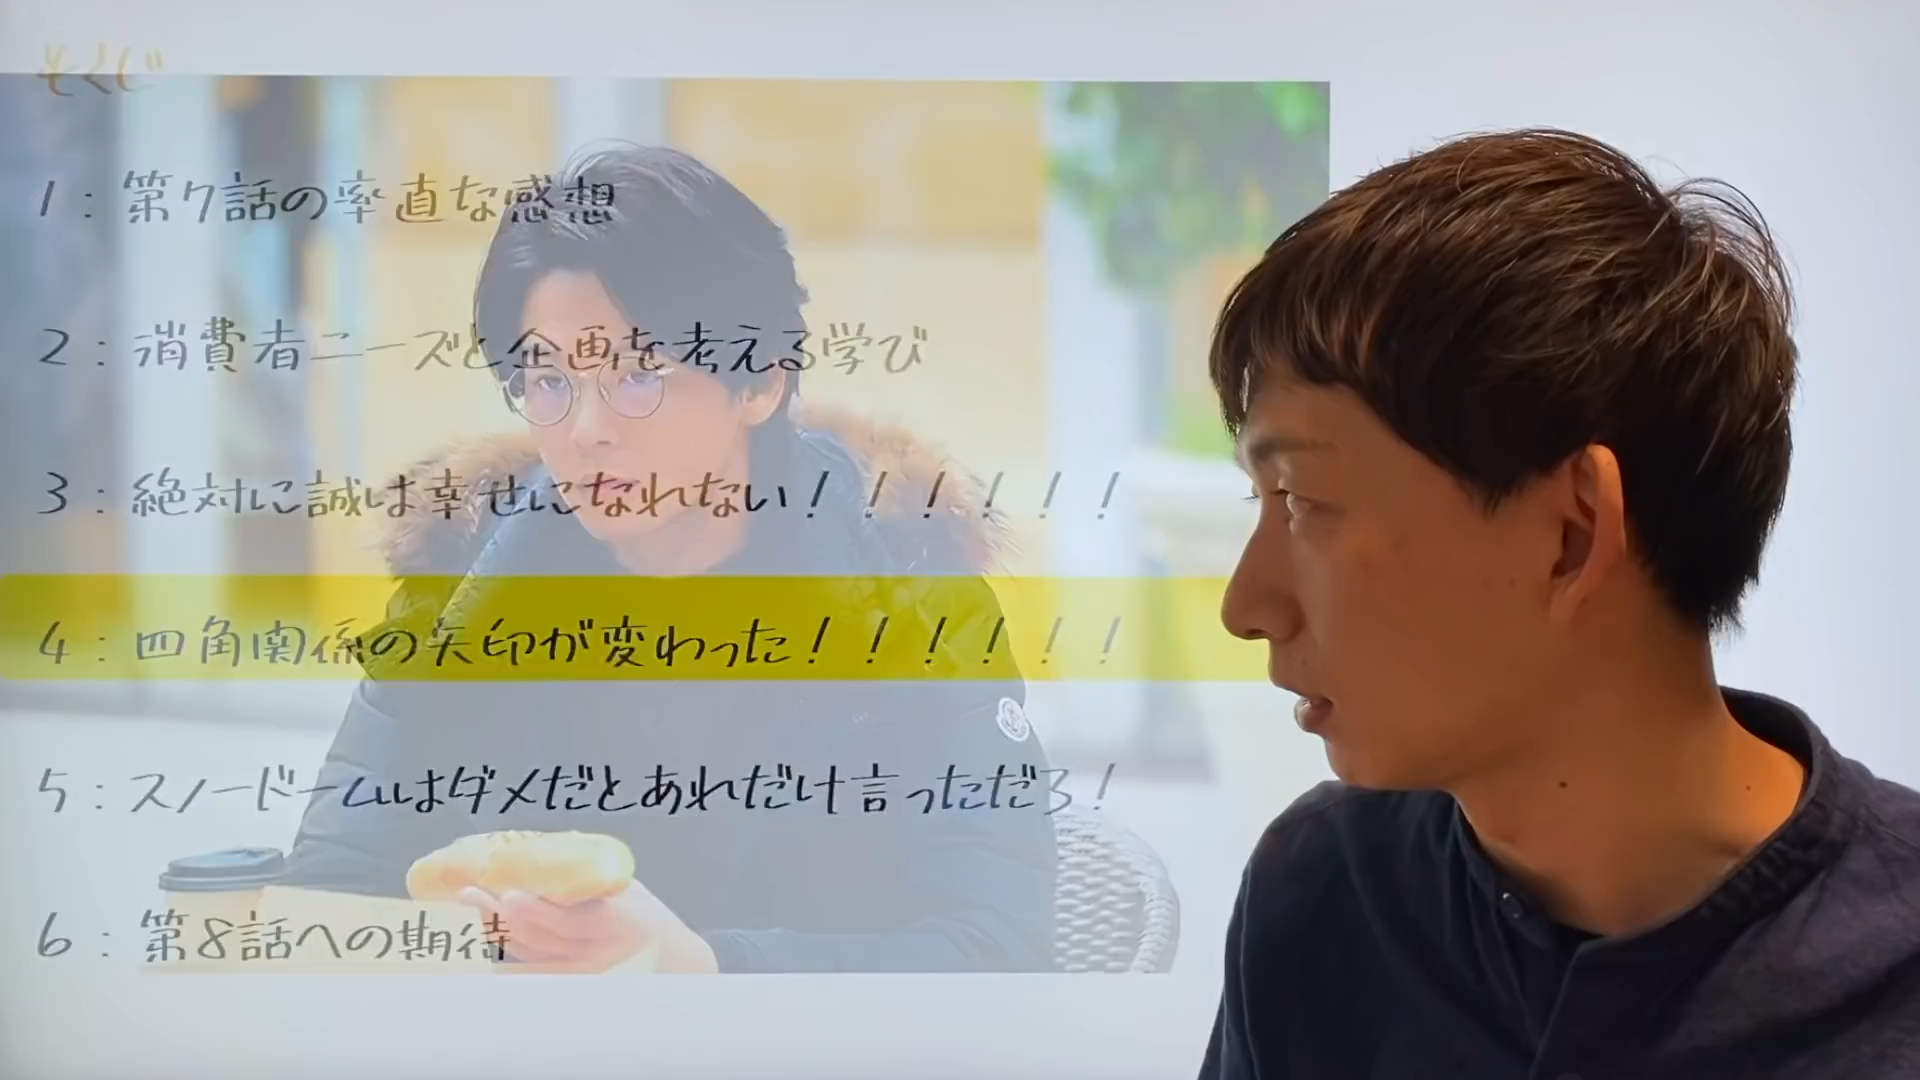 もくじ
1：第7話の率直な感想
2：消費者ニーズと企画を考える学び
3：絶対に誠は幸せになれない！！！！！！
4：四角関係の矢印が変わった！！！！！！
5：スノードームはダメだとあれだけ言っただろ！
6：第8話への期待